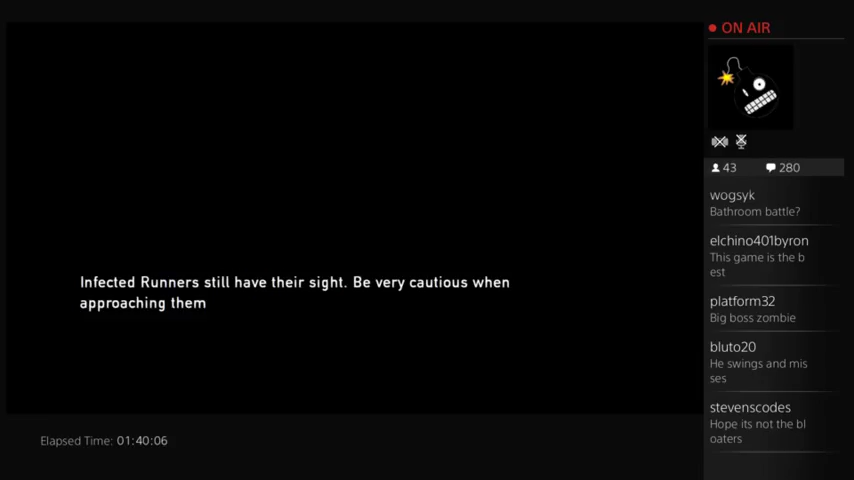 ON AIR
43 280
wogsyk
Bathroom battle?
elchino401byron
This game is the b
est
platform32
Big boss zombie
bluto20
He swings and mis
ses
stevenscodes
Hope its not the bl
oaters
Infected Runners still have their sight. Be very cautious when
approaching them
Elapsed Time: 01:40:06